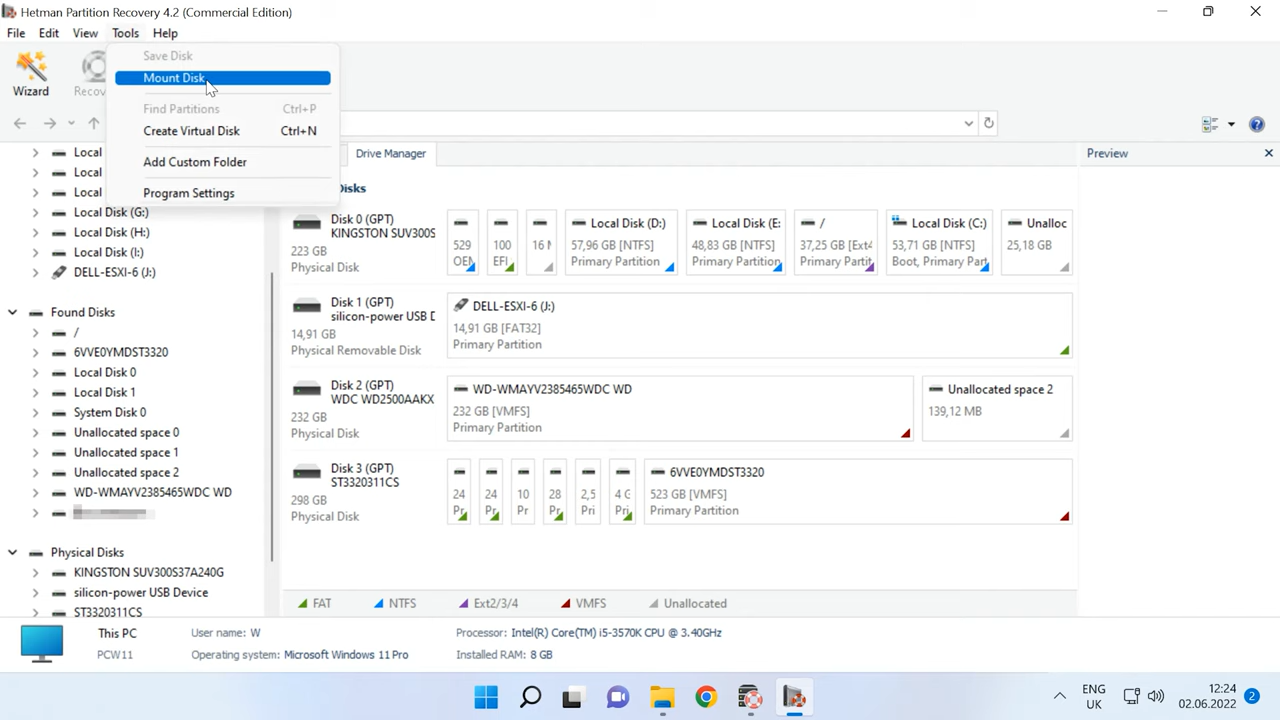 Hetman Partition Recovery 4.2 (Commercial Edition)
File Edit View Tools Help
Save Disk
Mount Disk
Find Partitions Ctrl+P
Create Virtual Disk Ctrl+N
Add Custom Folder
Program Settings
Wizard
Recov
Local
Local
Local
Local Disk (G:)
Local Disk (H:)
Local Disk (I:)
DELL-ESXI-6 (J:)
Found Disks
/
6VVE0YMDST3320
Local Disk 0
Local Disk 1
System Disk 0
Unallocated space 0
Unallocated space 1
Unallocated space 2
WD-WMAYV2385465WDC WD
Physical Disks
KINGSTON SUV300S37A240G
silicon-power USB Device
ST3320311CS
Drive Manager
Disks
Disk 0 (GPT)
KINGSTON SUV300S
223 GB
Physical Disk
529
OEM
100
EFI
16
Local Disk (D:)
57,96 GB [NTFS]
Primary Partition
Local Disk (E:
48,83 GB [NTFS]
Primary Partition
/
37,25 GB [Ext4
Primary Partit
Local Disk (C:)
53,71 GB [NTFS]
Boot, Primary Part
Unalloc
25,18 GB
Disk 1 (GPT)
silicon-power USB D
14,91 GB
Physical Removable Disk
DELL-ESXI-6 (J:)
14,91 GB [FAT32]
Primary Partition
Disk 2 (GPT)
WDC WD2500AAKX
232 GB
Physical Disk
WD-WMAYV2385465WDC WD
232 GB [VMFS]
Primary Partition
Unallocated space 2
139,12 MB
Disk 3 (GPT)
ST3320311CS
298 GB
Physical Disk
24
Pr
24
Pr
10
Pr
28
Pr
2,5
Pri
4 G
Pri
6VVE0YMDST3320
523 GB [VMFS]
Primary Partition
FAT NTFS Ext2/3/4 VMFS Unallocated
Preview
This PC
PCW11
User name: W
Operating system: Microsoft Windows 11 Pro
Processor: Intel(R) Core(TM) i5-3570K CPU @ 3.40GHz
Installed RAM: 8 GB
ENG
UK
12:24
02.06.2022
2